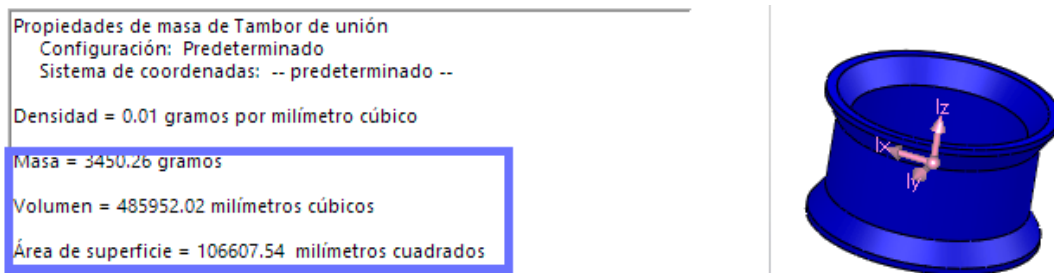 Propiedades de masa de Tambor de unión
Configuración: Predeterminado
Sistema de coordenadas: -- predeterminado --
Densidad = 0.01 gramos por milímetro cúbico
Masa = 3450.26 gramos
Volumen = 485952.02 milímetros cúbicos
Área de superficie = 106607.54 milímetros cuadrados
Iz
Ix
Iy